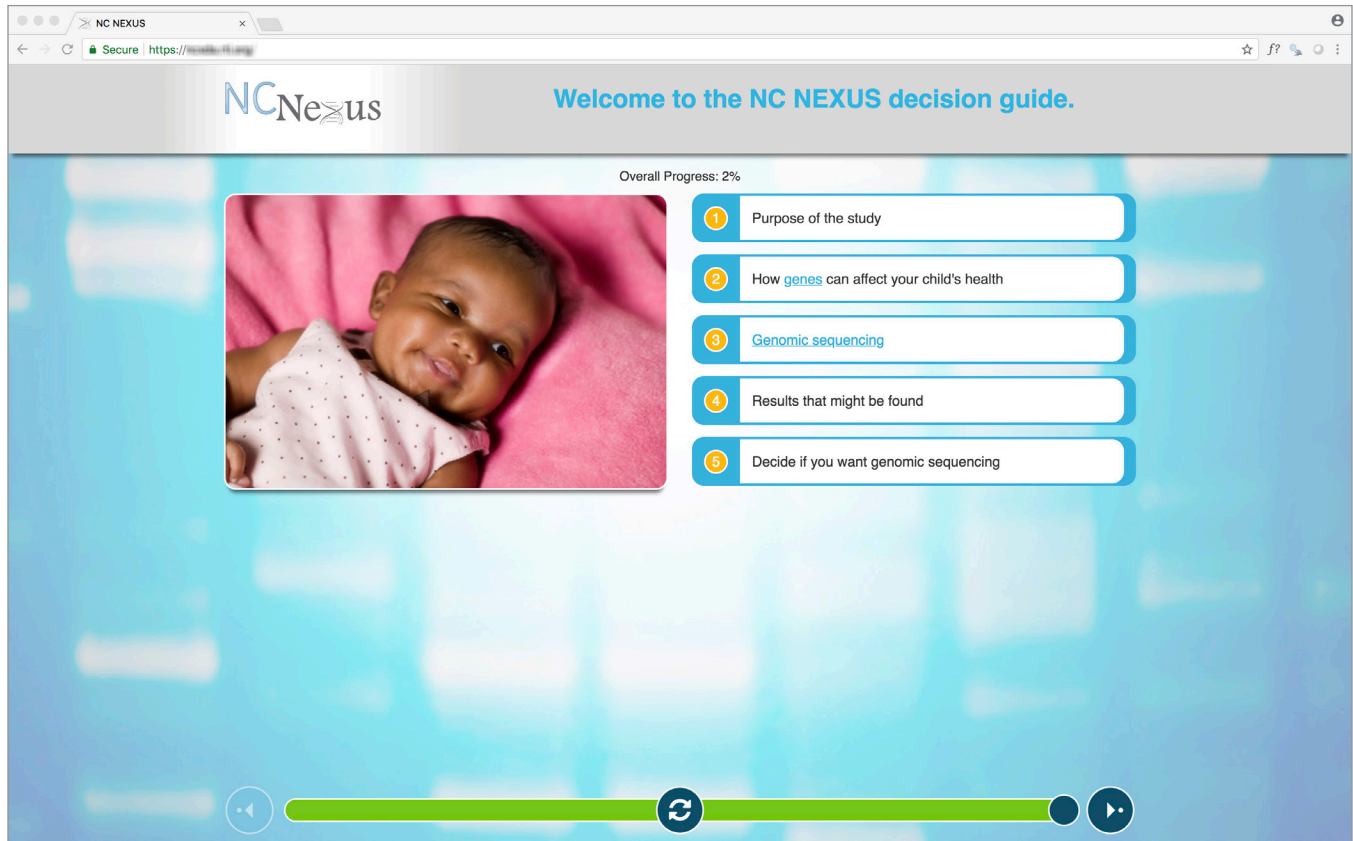 NC NEXUS
Secure https://
f?
NCNexus
Welcome to the NC NEXUS decision guide.
Overall Progress: 2%
1 Purpose of the study
2 How genes can affect your child's health
3 Genomic sequencing
4 Results that might be found
5 Decide if you want genomic sequencing